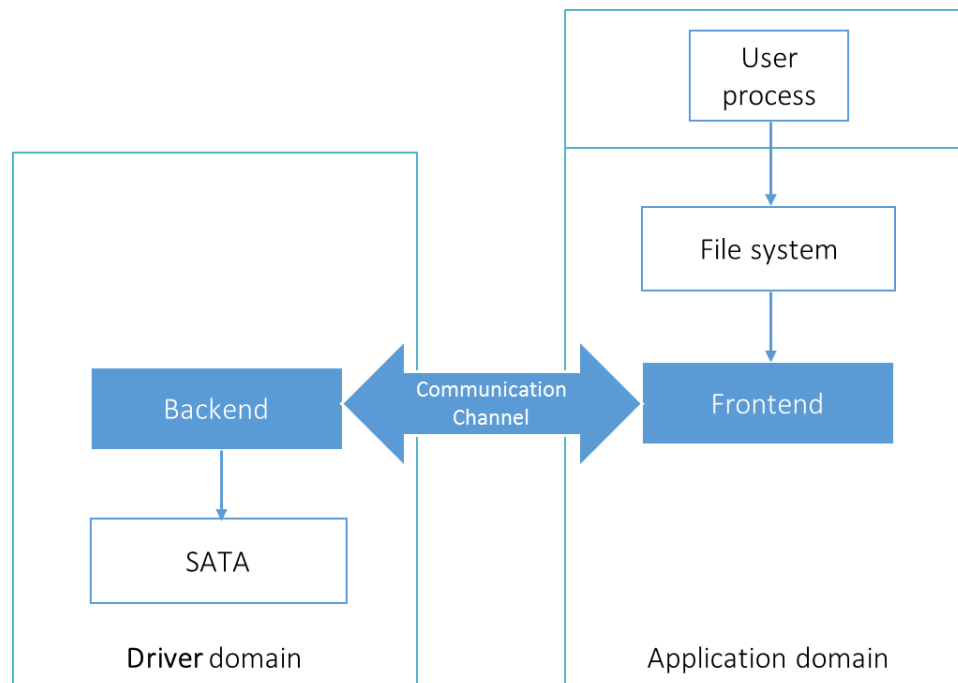 User
process
File system
Communication
Channel
Backend
Frontend
SATA
Driver domain
Application domain